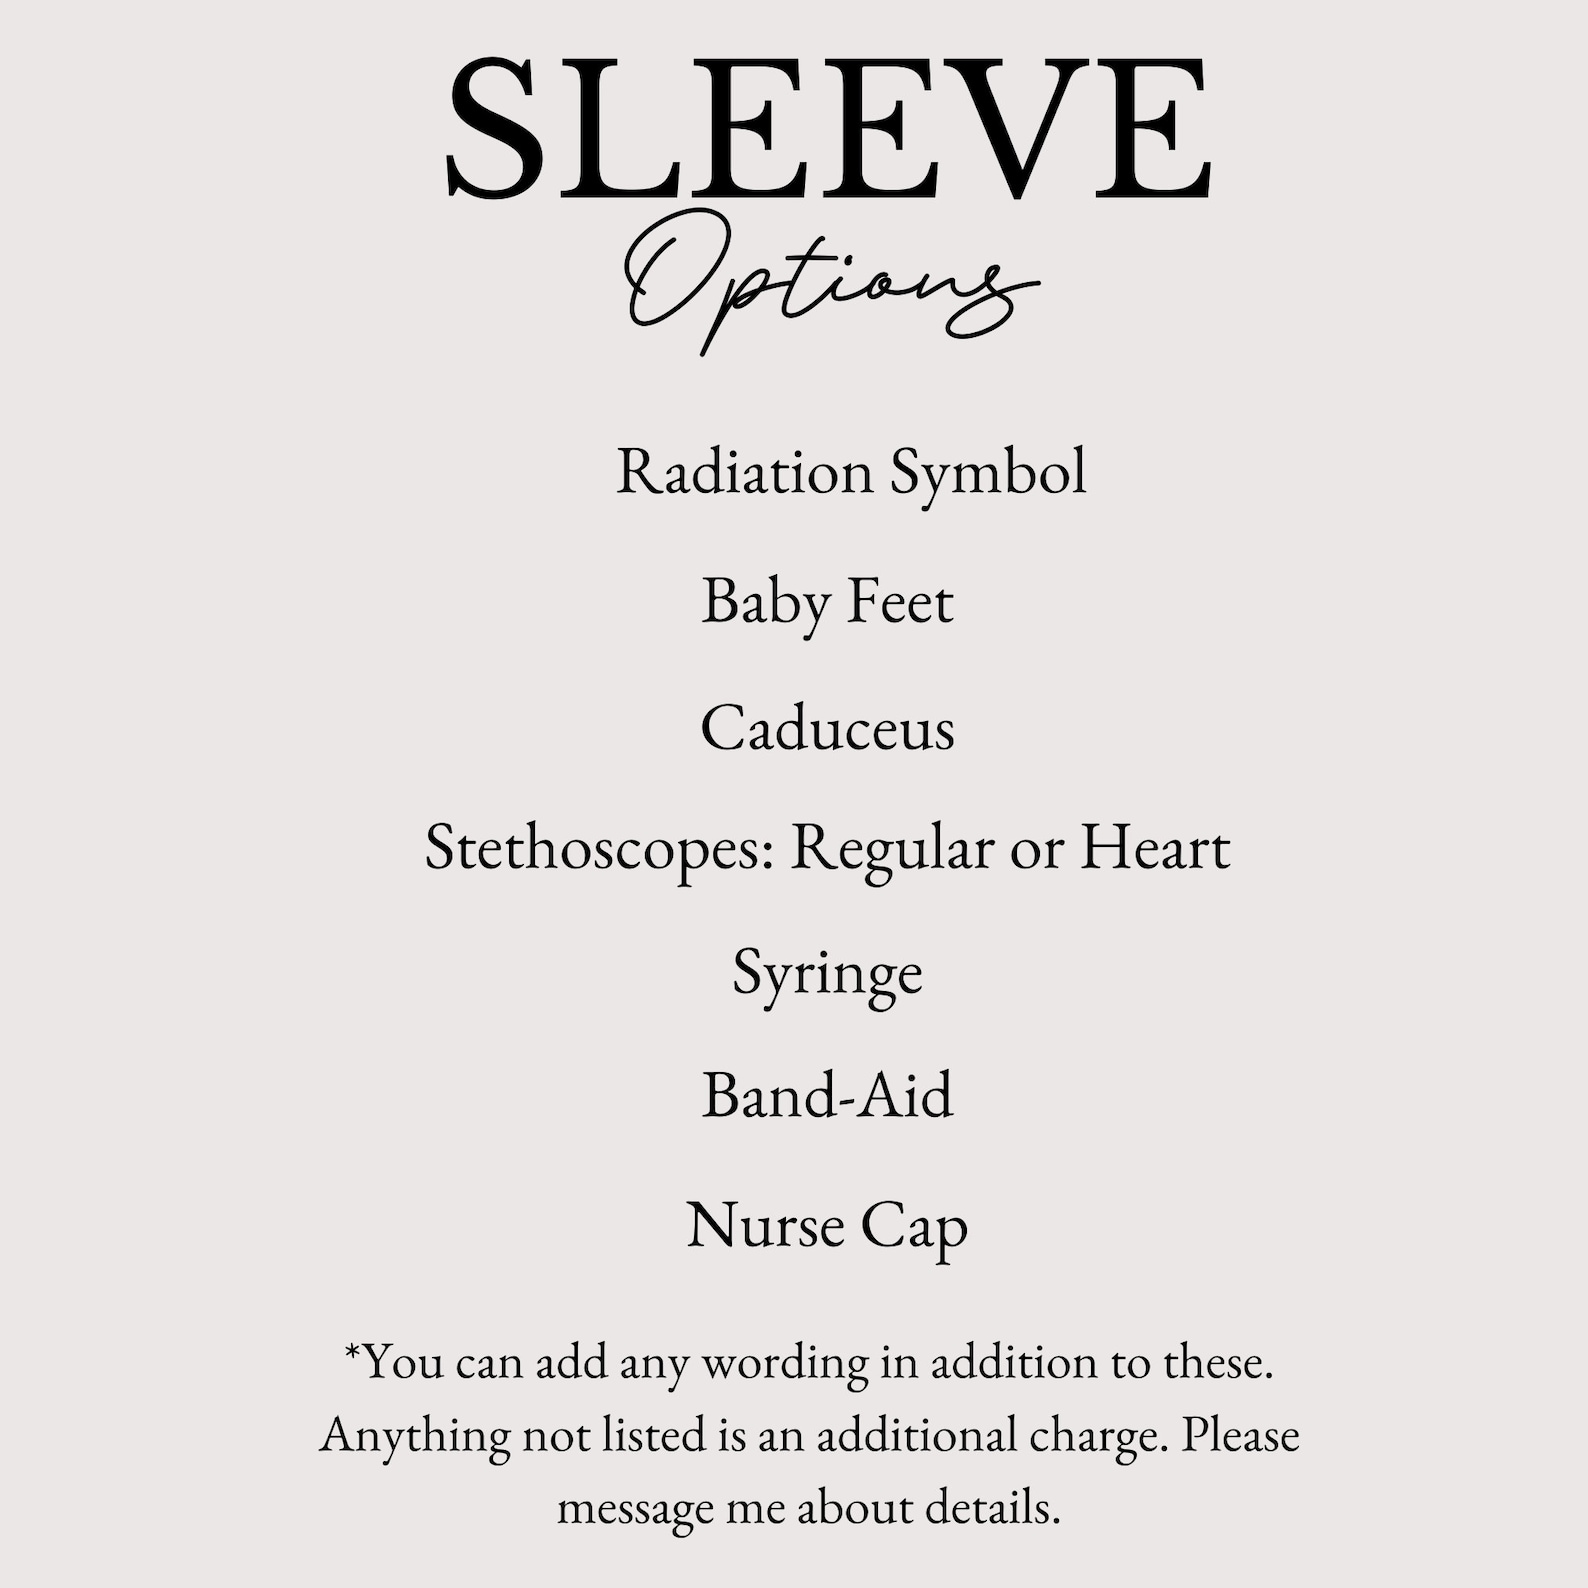 SLEEVE
Options
Radiation Symbol
Baby Feet
Caduceus
Stethoscopes: Regular or Heart
Syringe
Band-Aid
Nurse Cap
*You can add any wording in addition to these.
Anything not listed is an additional charge. Please
message me about details.